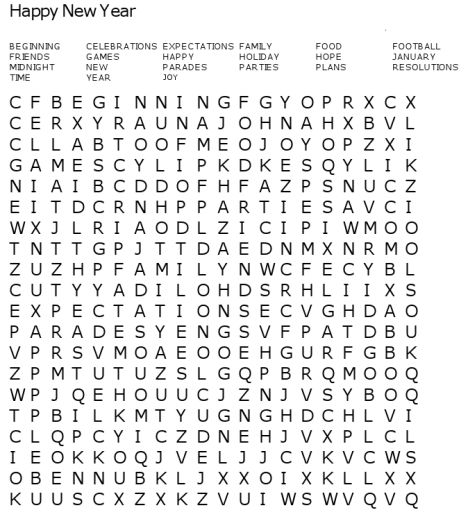 Happy New Year
BEGINNING CELEBRATIONS EXPECTATIONS FAMILY FOOD FOOTBALL
FRIENDS GAMES HAPPY HOLIDAY HOPE JANUARY
MIDNIGHT NEW PARADES PARTIES PLANS RESOLUTIONS
TIME YEAR JOY
C F B E G I N N I N G F G Y O P R X C X
C E R X Y R A U N A J O H N A H X B V L
C L L A B T O O F M E O J O Y O P Z X I
G A M E S C Y L I P K D K E S Q Y L I K
N I A I B C D D O F H F A Z P S N U C Z
E I T D C R N H P P A R T I E S A V C I
W X J L R I A O D L Z I C I P I W M O O
T N T T G P J T T D A E D N M X N R M O
Z U Z H P F A M I L Y N W C F E C Y B L
C U T Y Y A D I L O H D S R H L I I X S
E X P E C T A T I O N S E C V G H D A O
P A R A D E S Y E N G S V F P A T D B U
V P R S V M O A E O O E H G U R F G B K
Z P M T U T U Z S L G Q P B R Q M O O Q
W P J Q E H O U U C J Z N J V S Y B O Q
T P B I L K M T Y U G N G H D C H L V I
C L Q P C Y I C Z D N E H J V X P L C L
I E O K K O Q J V E L J J C V K V C W S
O B E N N U B K L J X X O I X K L L X X
K U U S C X Z X K Z V U I W S W V Q V Q